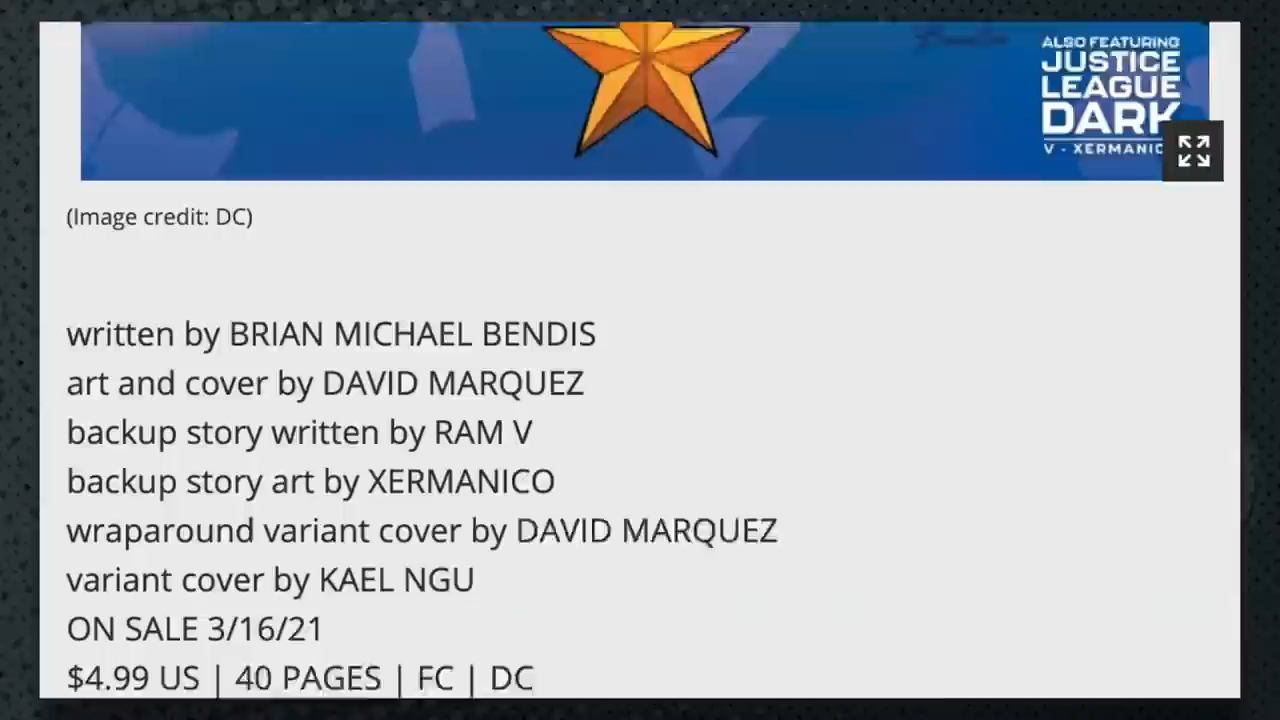 ALSO FEATURING
JUSTICE
LEAGUE
DARK
V - XERMANIC
(Image credit: DC)
written by BRIAN MICHAEL BENDIS
art and cover by DAVID MARQUEZ
backup story written by RAM V
backup story art by XERMANICO
wraparound variant cover by DAVID MARQUEZ
variant cover by KAEL NGU
ON SALE 3/16/21
$4.99 US | 40 PAGES | FC | DC